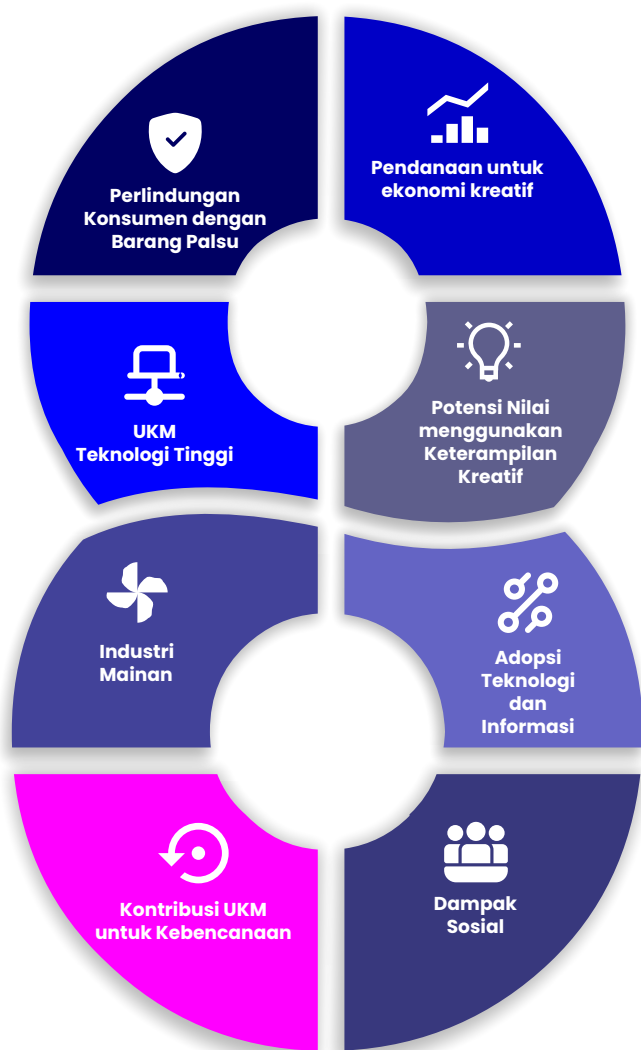 Perlindungan
Konsumen dengan
Barang Palsu
Pendanaan untuk
ekonomi kreatif
UKM
Teknologi Tinggi
Potensi Nilai
menggunakan
Keterampilan
Kreatif
Industri
Mainan
Adopsi
Teknologi
dan
Informasi
Kontribusi UKM
untuk Kebencanaan
Dampak
Sosial